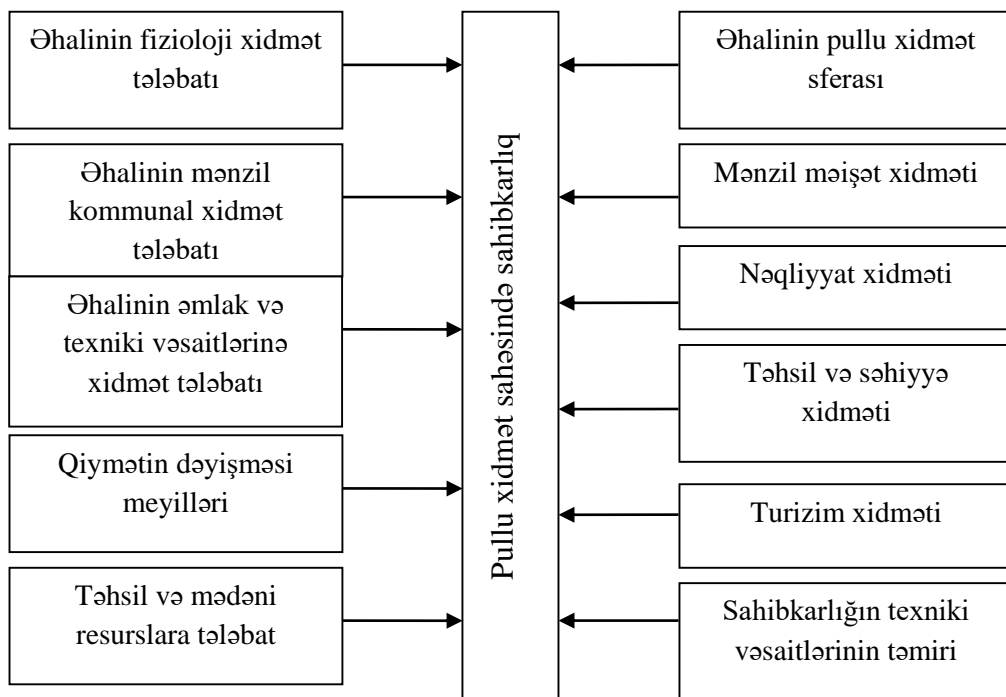 Əhalinin fizioloji xidmət
tələbatı
Əhalinin mənzil
kommunal xidmət
tələbatı
Əhalinin əmlak və
texniki vəsaitlərinə
xidmət tələbatı
Qiymətin dəyişməsi
meyilləri
Təhsil və mədəni
resurslara tələbat
Pullu xidmət sahəsində sahibkarlıq
Əhalinin pullu xidmət
sferası
Mənzil məişət xidməti
Nəqliyyat xidməti
Təhsil və səhiyyə
xidməti
Turizim xidməti
Sahibkarlığın texniki
vəsaitlərinin təmiri